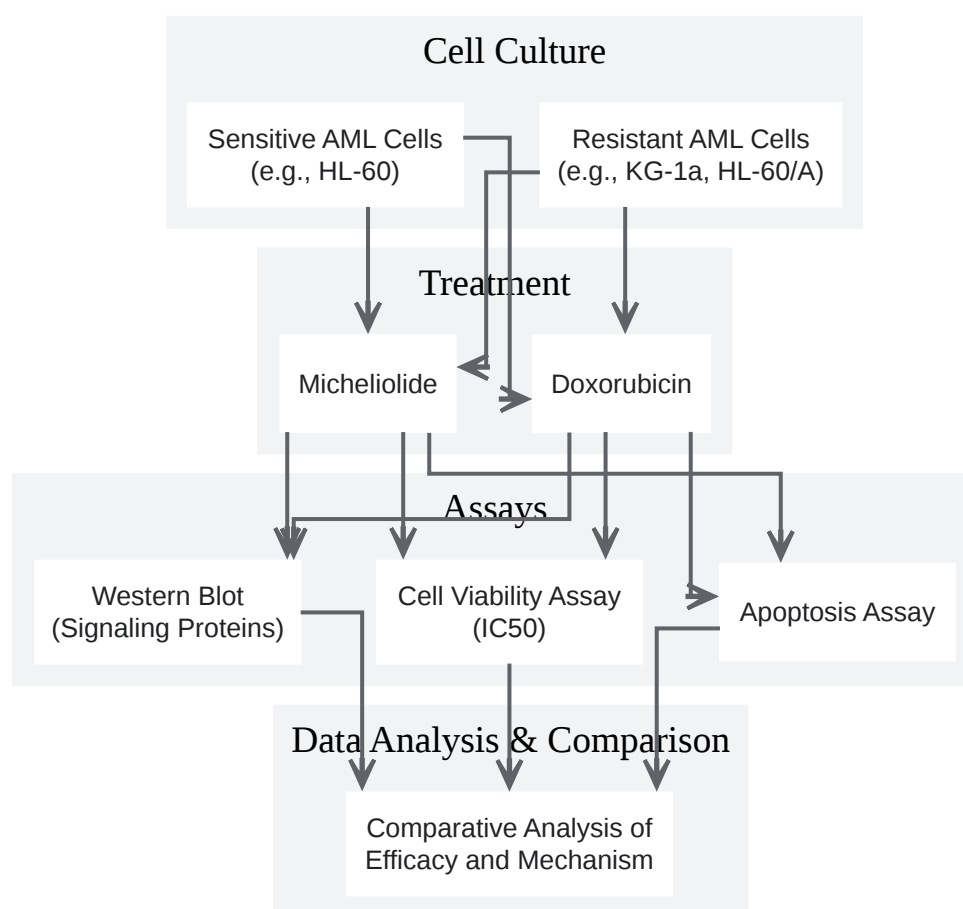 Cell Culture
Sensitive AML Cells
(e.g., HL-60)
Resistant AML Cells
(e.g., KG-1a, HL-60/A)
Treatment
Micheliolide
Doxorubicin
Assays
Western Blot
(Signaling Proteins)
Cell Viability Assay
(IC50)
Apoptosis Assay
Data Analysis & Comparison
Comparative Analysis of
Efficacy and Mechanism